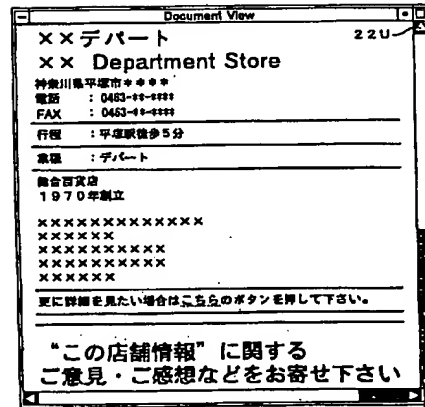 Document View
××デパート
22U
×× Department Store
神奈川県平塚市＊＊＊＊
電話 : 0463-**-****
FAX : 0463-**-****
行程 : 平塚駅徒歩5分
業種 : デパート
総合百貨店
1970年創立
×××××××××××××
××××××
××××××××××
××××××××××
××××××
更に詳細を見たい場合はこちらのボタンを押して下さい。
“この店舗情報”に関する
ご意見・ご感想などをお寄せ下さい